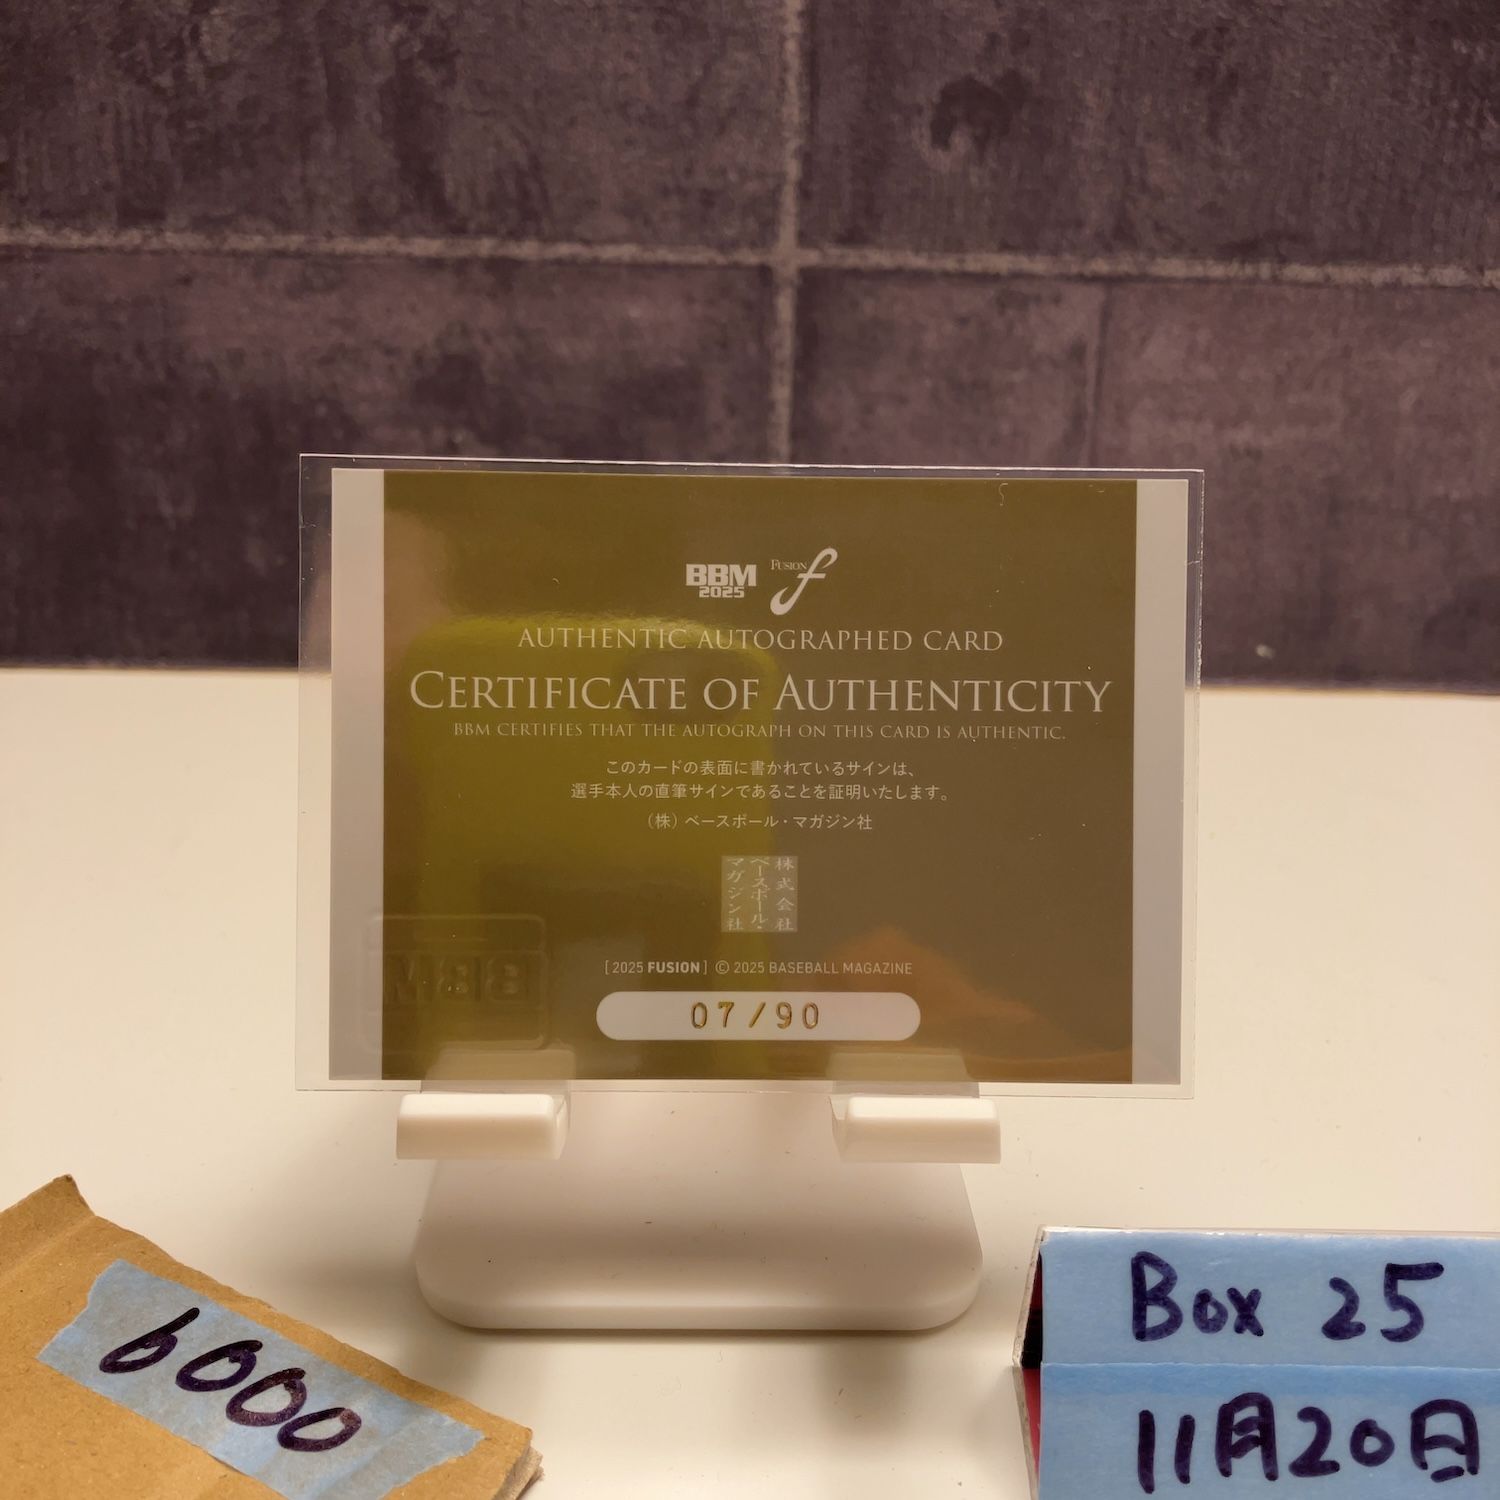 BBM
2025
FUSION f
AUTHENTIC AUTOGRAPHED CARD
CERTIFICATE OF AUTHENTICITY
BBM CERTIFIES THAT THE AUTOGRAPH ON THIS CARD IS AUTHENTIC.
このカードの表面に書かれているサインは、
選手本人の直筆サインであることを証明いたします。
(株)ベースボール・マガジン社
株式会社
ベースボール・
マガジン社
[2025 FUSION] © 2025 BASEBALL MAGAZINE
07/90
BBM
6000
Box 25
11月20日